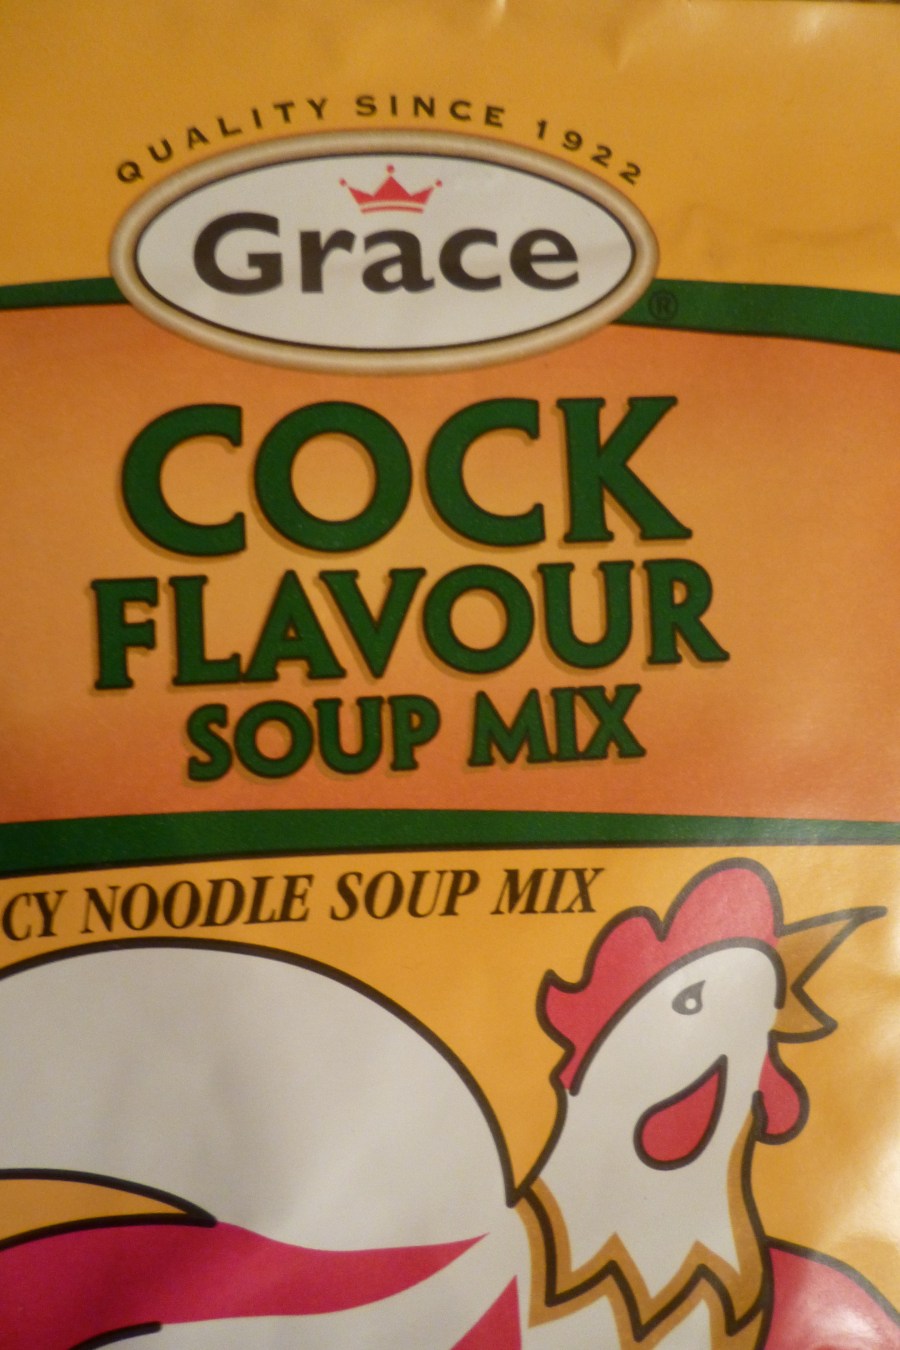 QUALITY SINCE 1922
Grace
®
COCK
FLAVOUR
SOUP MIX
CY NOODLE SOUP MIX